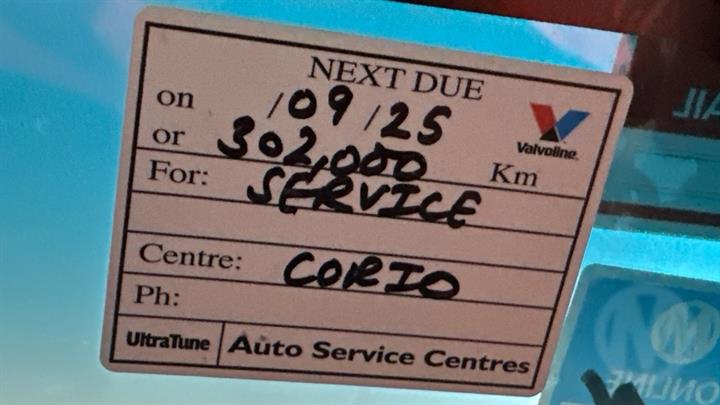 NEXT DUE
on /09/25
Valvoline
or 302,000 Km
For: SERVICE
Centre: CORIO
Ph:
UltraTune Auto Service Centres
ONLINE